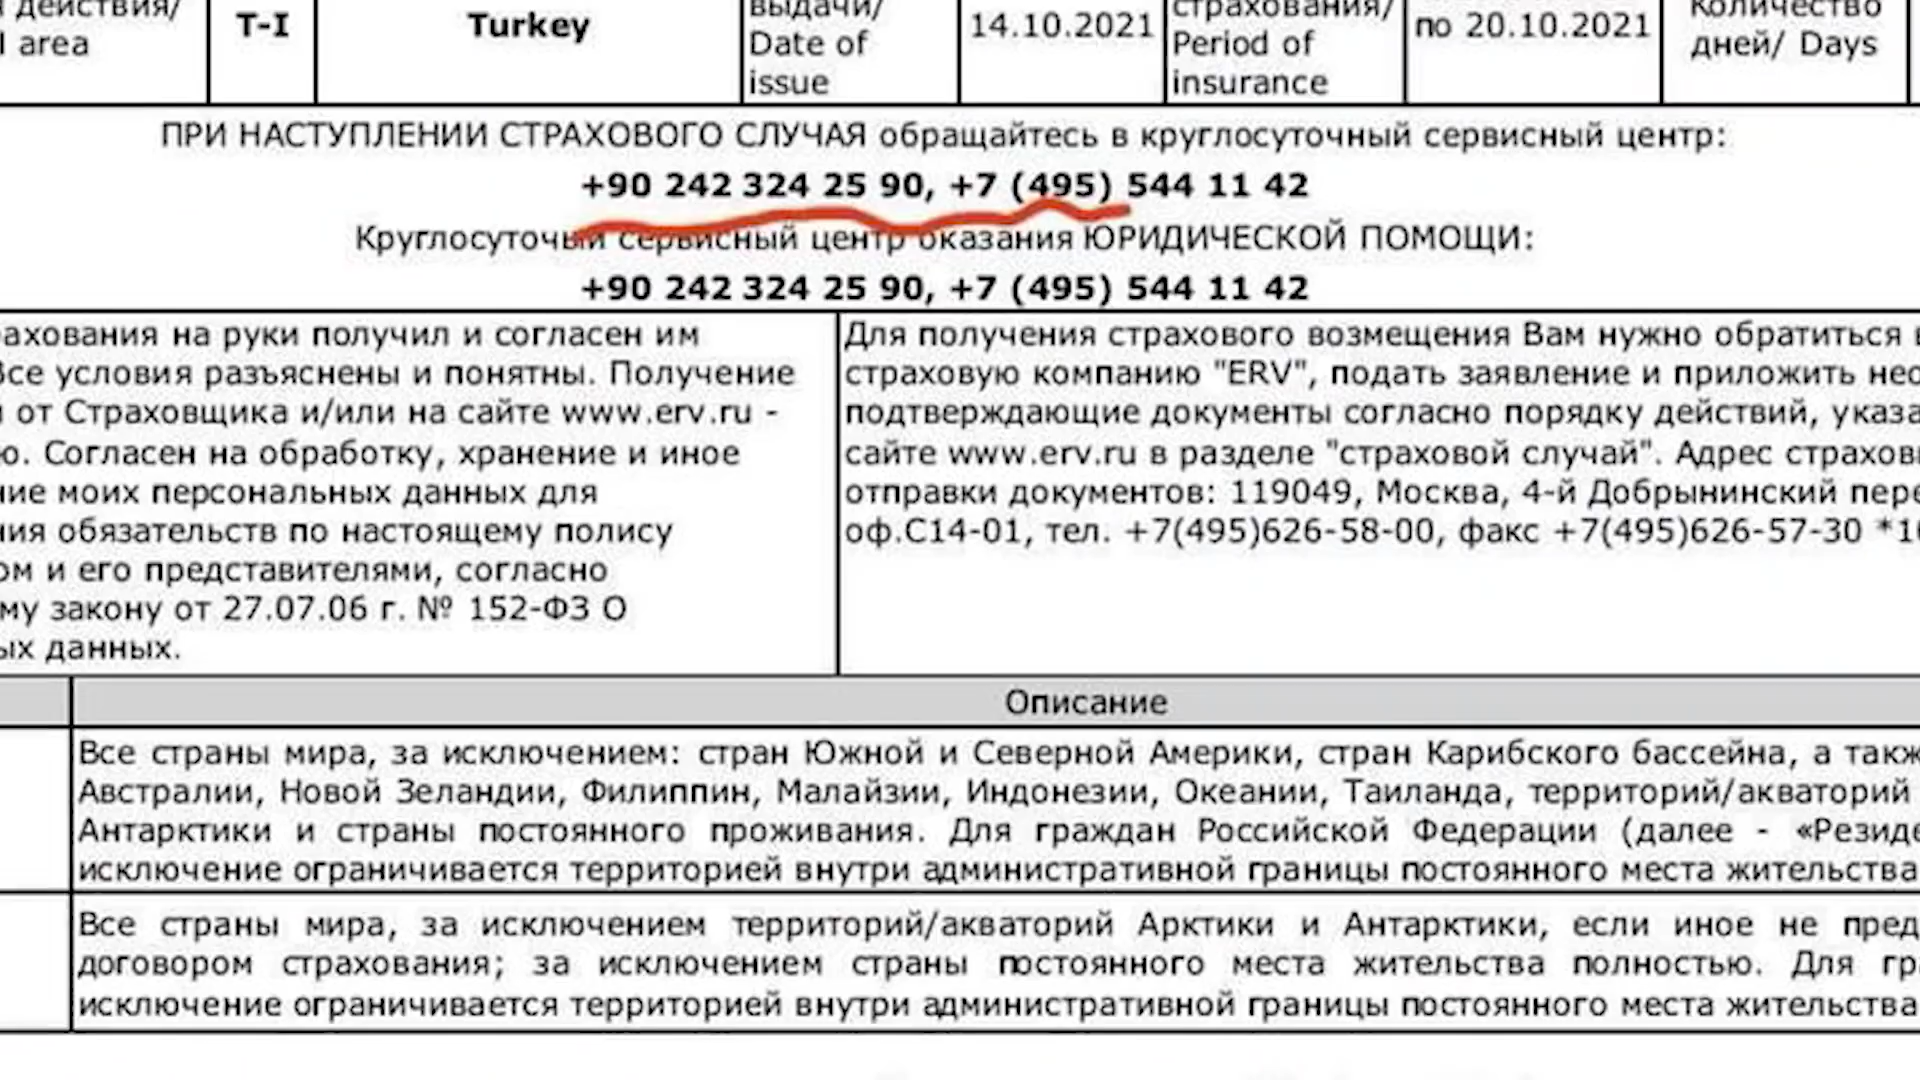 действия/
area
T-I
Turkey
выдачи/
Date of
issue
14.10.2021
страхования/
Period of
insurance
по 20.10.2021
Количество
дней/ Days
ПРИ НАСТУПЛЕНИИ СТРАХОВОГО СЛУЧАЯ обращайтесь в круглосуточный сервисный центр:
+90 242 324 25 90, +7 (495) 544 11 42
Круглосуточый сервисный центр оказания ЮРИДИЧЕСКОЙ ПОМОЩИ:
+90 242 324 25 90, +7 (495) 544 11 42
ахования на руки получил и согласен им
Все условия разъяснены и понятны. Получение
от Страховщика и/или на сайте www.erv.ru -
ю. Согласен на обработку, хранение и иное
ние моих персональных данных для
ния обязательств по настоящему полису
ом и его представителями, согласно
му закону от 27.07.06 г. № 152-ФЗ О
ых данных.
Для получения страхового возмещения Вам нужно обратиться в
страховую компанию "ERV", подать заявление и приложить нео
подтверждающие документы согласно порядку действий, указа
сайте www.erv.ru в разделе "страховой случай". Адрес страхов
отправки документов: 119049, Москва, 4-й Добрынинский пере
оф.С14-01, тел. +7(495)626-58-00, факс +7(495)626-57-30 *1
Описание
Все страны мира, за исключением: стран Южной и Северной Америки, стран Карибского бассейна, а такж
Австралии, Новой Зеландии, Филиппин, Малайзии, Индонезии, Океании, Таиланда, территорий/акваторий
Антарктики и страны постоянного проживания. Для граждан Российской Федерации (далее - «Резиде
исключение ограничивается территорией внутри административной границы постоянного места жительства
Все страны мира, за исключением территорий/акваторий Арктики и Антарктики, если иное не пред
договором страхования; за исключением страны постоянного места жительства полностью. Для гр
исключение ограничивается территорией внутри административной границы постоянного места жительства